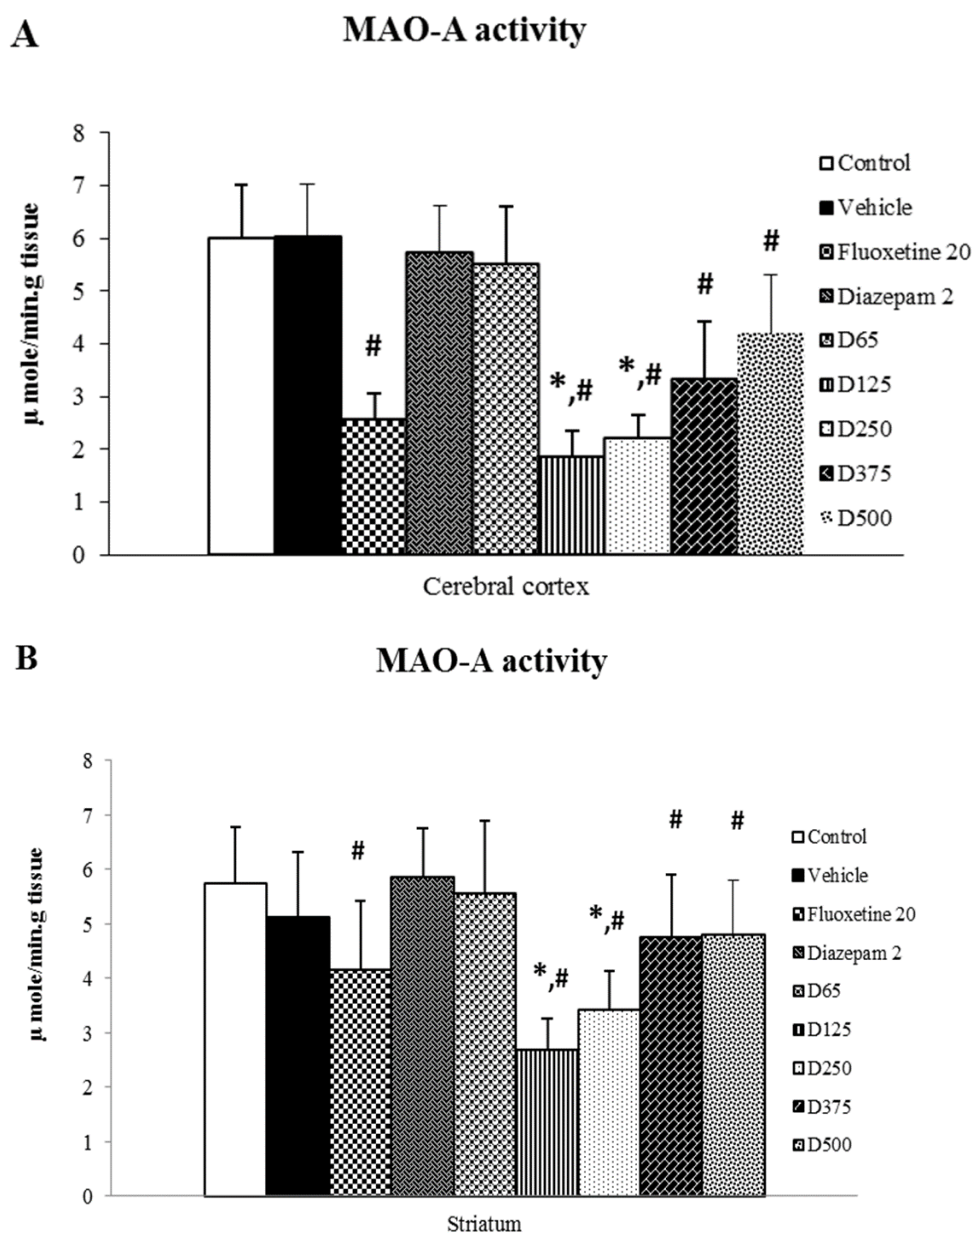 A
MAO-A activity
µ mole/min.g tissue
8
7
6
5
4
3
2
1
0
#
*,#
*,#
#
#
Cerebral cortex
Control
Vehicle
Fluoxetine 20
Diazepam 2
D65
D125
D250
D375
D500
B
MAO-A activity
µ mole/min.g tissue
8
7
6
5
4
3
2
1
0
#
*,#
*,#
#
#
Striatum
Control
Vehicle
Fluoxetine 20
Diazepam 2
D65
D125
D250
D375
D500